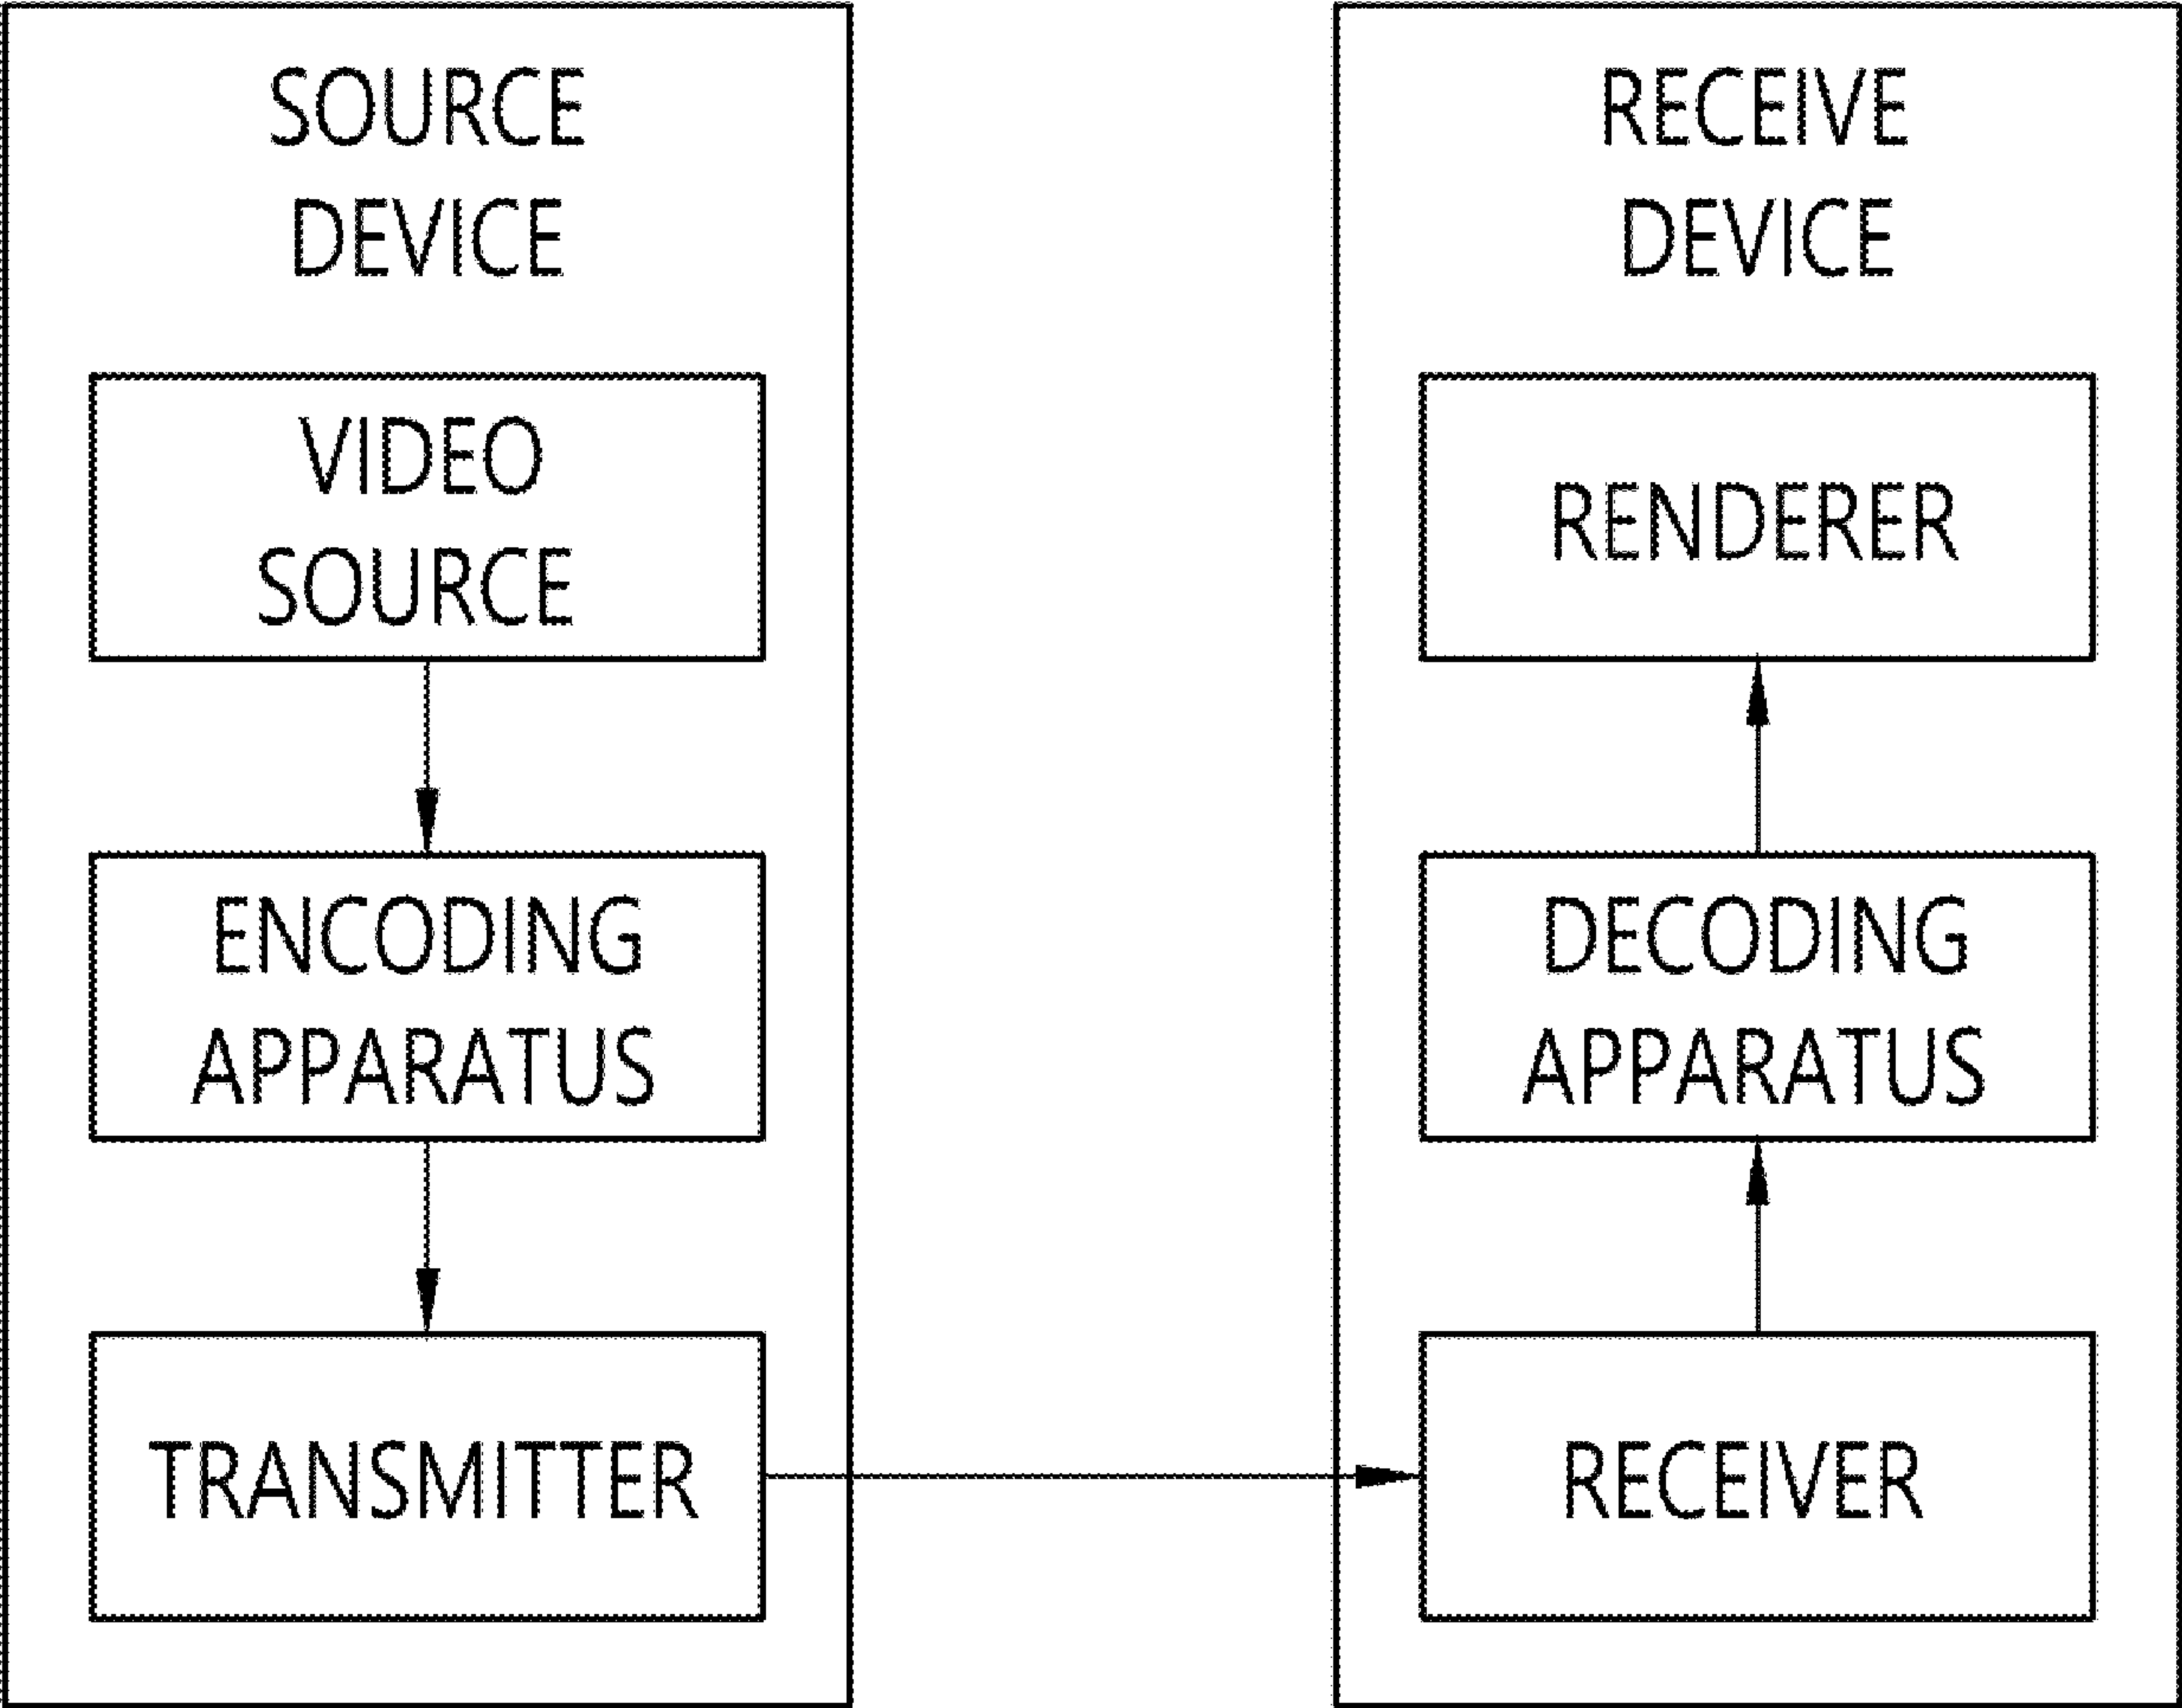 SOURCE
DEVICE
VIDEO
SOURCE
ENCODING
APPARATUS
TRANSMITTER
RECEIVE
DEVICE
RENDERER
DECODING
APPARATUS
RECEIVER